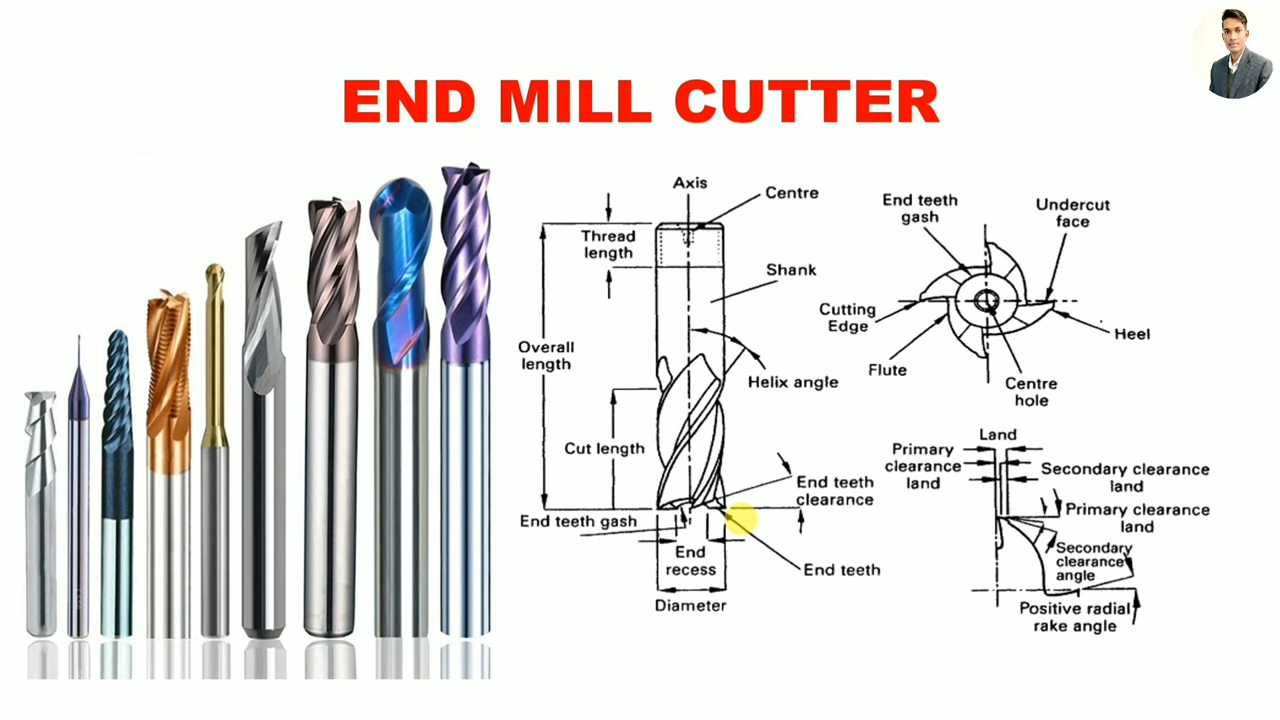 END MILL CUTTER
Axis
Centre
Thread
length
Shank
Overall
length
Helix angle
Cut length
End teeth
clearance
End teeth gash
End
recess
End teeth
Diameter
End teeth
gash
Undercut
face
Cutting
Edge
Heel
Flute
Centre
hole
Land
Primary
clearance
land
Secondary clearance
land
Primary clearance
land
Secondary
clearance
angle
Positive radial
rake angle